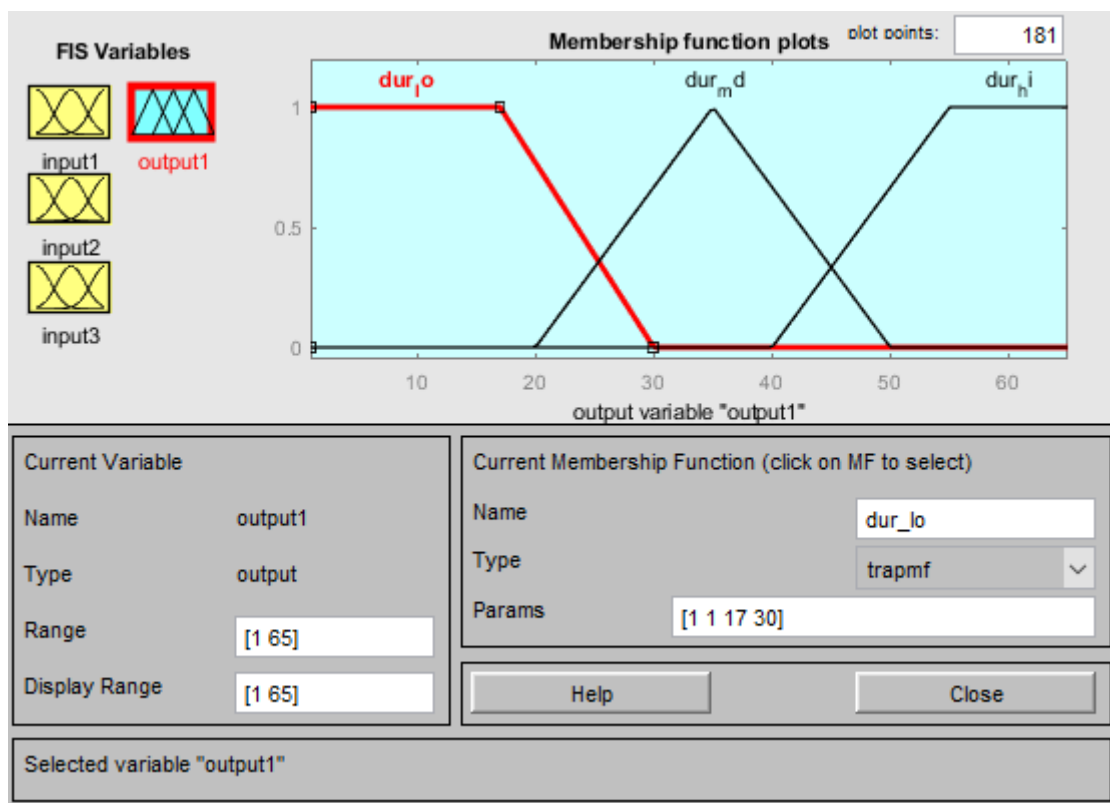 FIS Variables
Membership function plots
plot points:
181
dur_lo
dur_md
dur_hi
input1
output1
input2
input3
1
0.5
0
10
20
30
40
50
60
output variable "output1"
Current Variable
Name
output1
Type
output
Range
[1 65]
Display Range
[1 65]
Current Membership Function (click on MF to select)
Name
dur_lo
Type
trapmf
Params
[1 1 17 30]
Help
Close
Selected variable "output1"